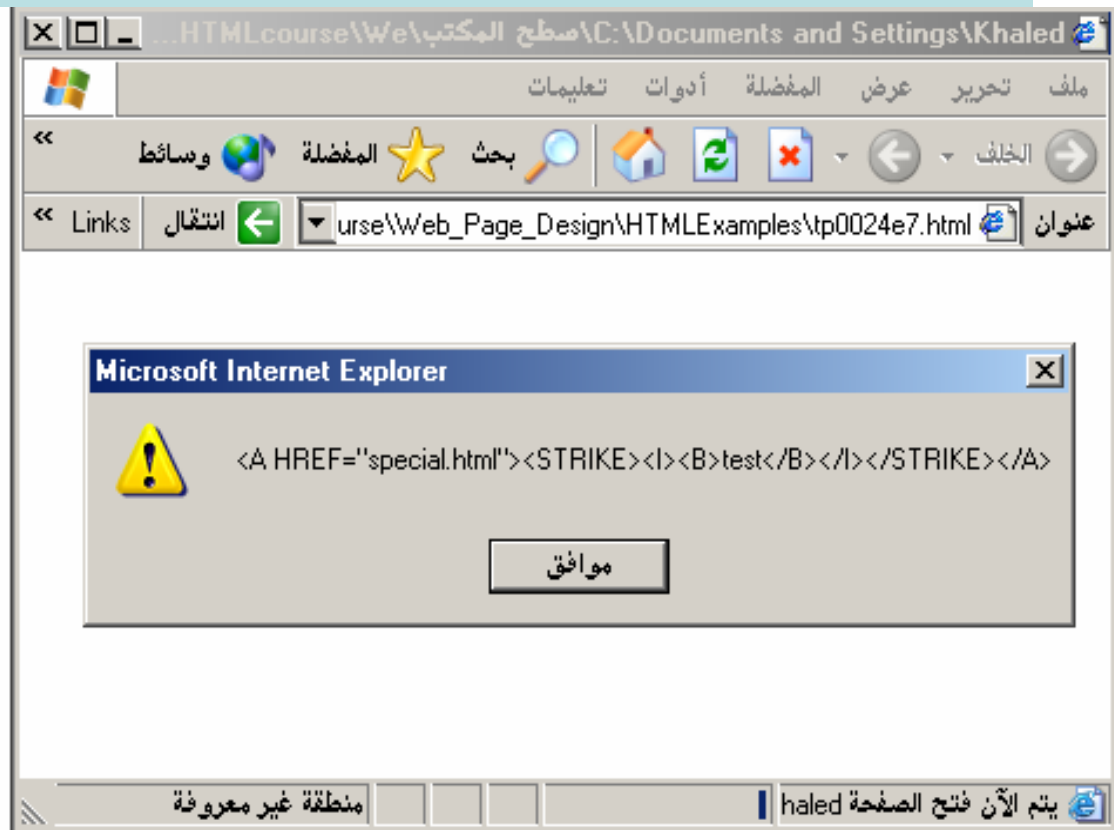 C:\Documents and Settings\Khaled\سطح المكتب\HTMLcourse\We...
ملف تحرير عرض المفضلة أدوات تعليمات
الخلف بحث المفضلة وسائط »
عنوان urse\Web_Page_Design\HTMLExamples\tp0024e7.html انتقال Links »
Microsoft Internet Explorer
<A HREF="special.html"><STRIKE><I><B>test</B></I></STRIKE></A>
موافق
يتم الآن فتح الصفحة haled منطقة غير معروفة